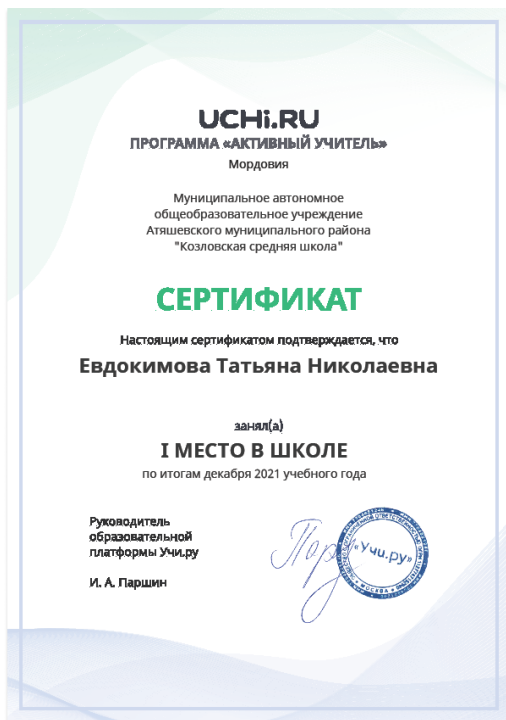 UCHi.RU
ПРОГРАММА «АКТИВНЫЙ УЧИТЕЛЬ»
Мордовия
Муниципальное автономное
общеобразовательное учреждение
Атяшевского муниципального района
"Козловская средняя школа"
СЕРТИФИКАТ
Настоящим сертификатом подтверждается, что
Евдокимова Татьяна Николаевна
занял(а)
I МЕСТО В ШКОЛЕ
по итогам декабря 2021 учебного года
Руководитель
образовательной
платформы Учи.ру
И. А. Паршин
«Учи.ру»
МОСКВА